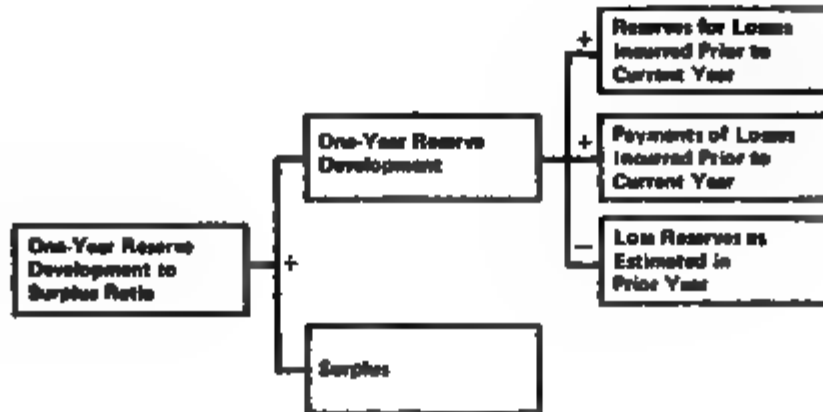 Reserves for Losses
Incurred Prior to
Current Year
+
One-Year Reserve
Development
+
Payments of Losses
Incurred Prior to
Current Year
One-Year Reserve
Development to
Surplus Ratio
+
−
Loss Reserves as
Estimated in
Prior Year
Surplus